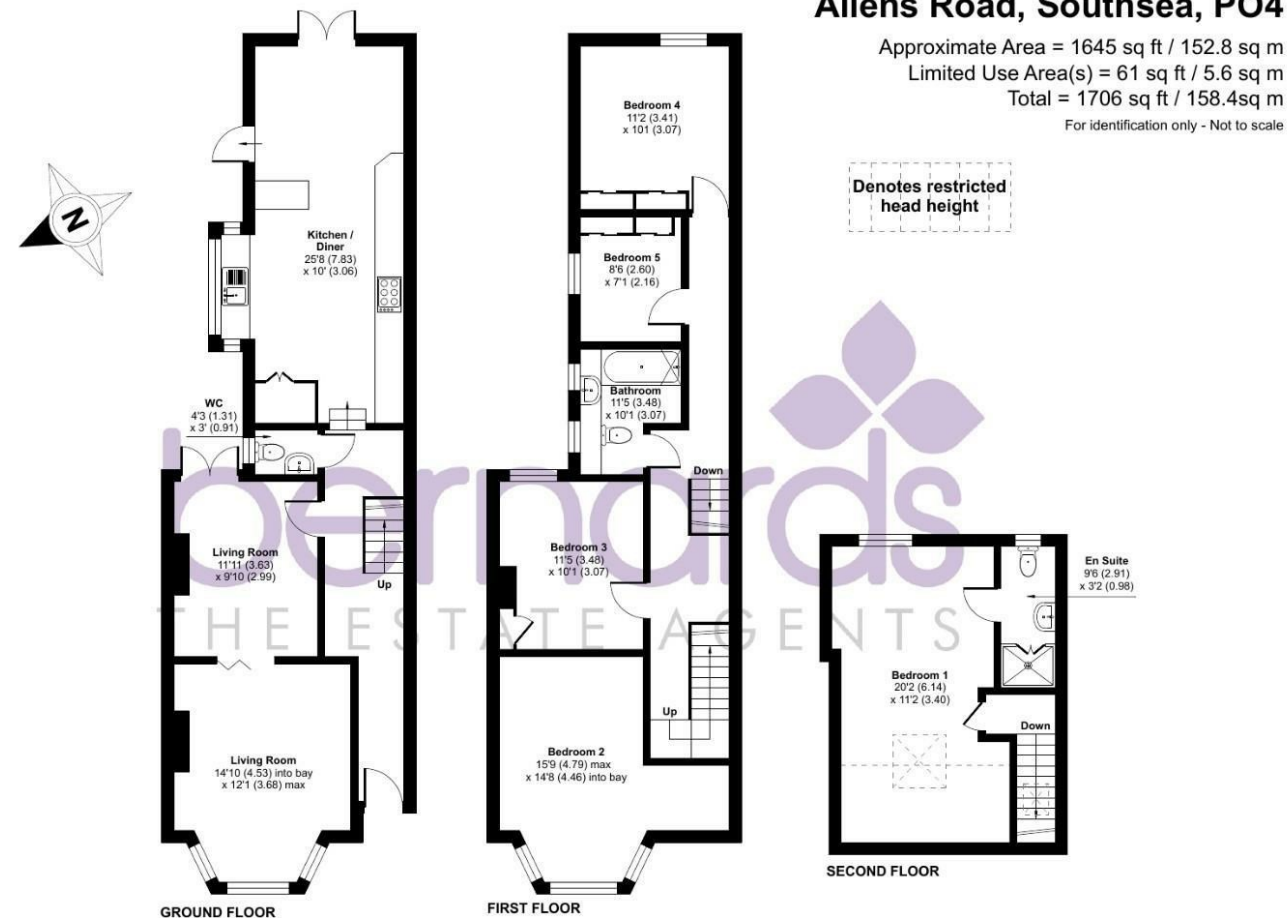 Allens Road, Southsea, PO4
Approximate Area = 1645 sq ft / 152.8 sq m
Limited Use Area(s) = 61 sq ft / 5.6 sq m
Total = 1706 sq ft / 158.4sq m
For identification only - Not to scale
Denotes restricted
head height
N
Kitchen /
Diner
25'8 (7.83)
x 10' (3.06)
WC
4'3 (1.31)
x 3' (0.91)
Living Room
11'11 (3.63)
x 9'10 (2.99)
Up
Living Room
14'10 (4.53) into bay
x 12'1 (3.68) max
GROUND FLOOR
Bedroom 4
11'2 (3.41)
x 101 (3.07)
Bedroom 5
8'6 (2.60)
x 7'1 (2.16)
Bathroom
11'5 (3.48)
x 10'1 (3.07)
Down
Bedroom 3
11'5 (3.48)
x 10'1 (3.07)
Up
Bedroom 2
15'9 (4.79) max
x 14'8 (4.46) into bay
FIRST FLOOR
En Suite
9'6 (2.91)
x 3'2 (0.98)
Bedroom 1
20'2 (6.14)
x 11'2 (3.40)
Down
SECOND FLOOR
bernards
THE ESTATE AGENTS